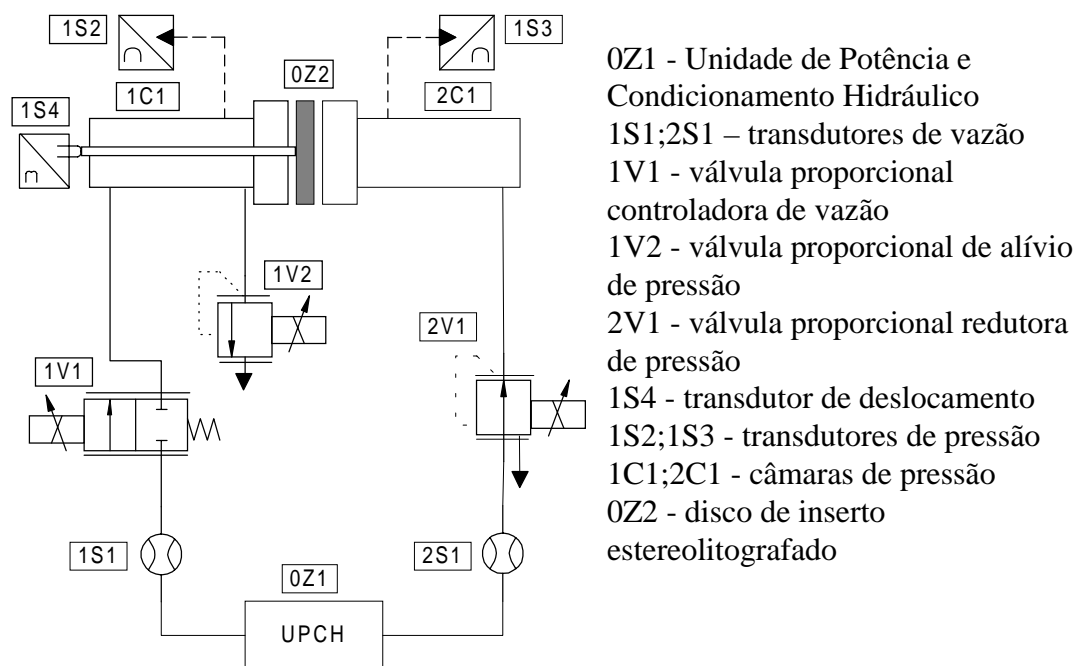 1S2
1S3
0Z2
1C1
2C1
1S4
1V2
2V1
1V1
1S1
2S1
0Z1
UPCH
0Z1 - Unidade de Potência e
Condicionamento Hidráulico
1S1;2S1 – transdutores de vazão
1V1 - válvula proporcional
controladora de vazão
1V2 - válvula proporcional de alívio
de pressão
2V1 - válvula proporcional redutora
de pressão
1S4 - transdutor de deslocamento
1S2;1S3 - transdutores de pressão
1C1;2C1 - câmaras de pressão
0Z2 - disco de inserto
estereolitografado